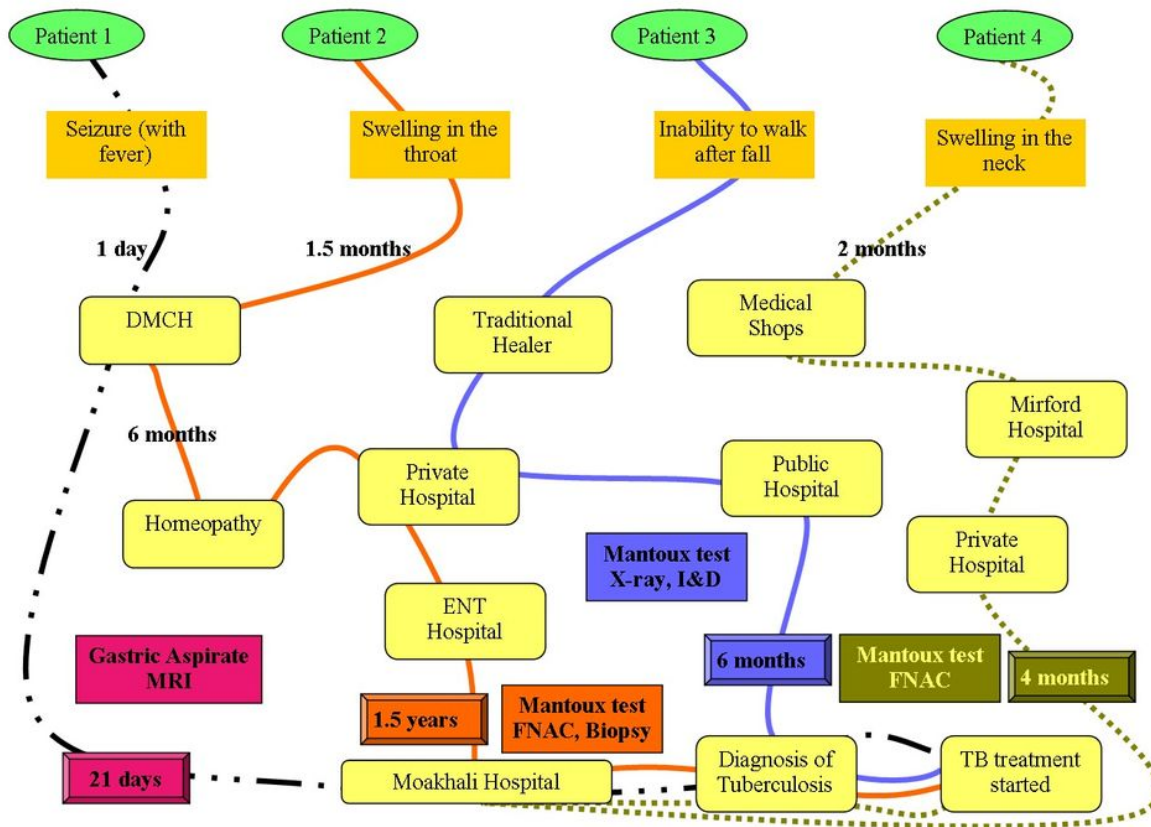 Patient 1
Patient 2
Patient 3
Patient 4
Seizure (with
fever)
Swelling in the
throat
Inability to walk
after fall
Swelling in the
neck
1 day
1.5 months
2 months
DMCH
Traditional
Healer
Medical
Shops
Mirford
Hospital
6 months
Homeopathy
Private
Hospital
Public
Hospital
Private
Hospital
Mantoux test
X-ray, I&D
ENT
Hospital
Gastric Aspirate
MRI
6 months
Mantoux test
FNAC
4 months
1.5 years
Mantoux test
FNAC, Biopsy
21 days
Moakhali Hospital
Diagnosis of
Tuberculosis
TB treatment
started